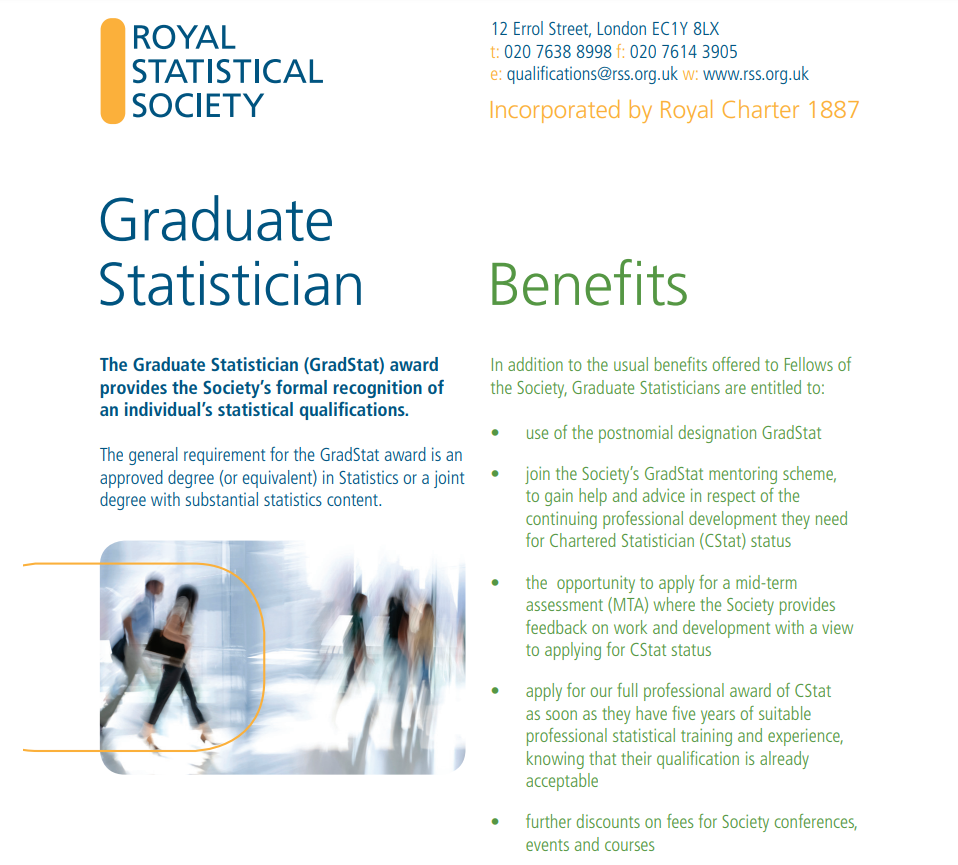 ROYAL
STATISTICAL
SOCIETY
12 Errol Street, London EC1Y 8LX
t: 020 7638 8998 f: 020 7614 3905
e: qualifications@rss.org.uk w: www.rss.org.uk
Incorporated by Royal Charter 1887
Graduate
Statistician
The Graduate Statistician (GradStat) award
provides the Society's formal recognition of
an individual's statistical qualifications.
The general requirement for the GradStat award is an
approved degree (or equivalent) in Statistics or a joint
degree with substantial statistics content.
Benefits
In addition to the usual benefits offered to Fellows of
the Society, Graduate Statisticians are entitled to:
• use of the postnomial designation GradStat
• join the Society's GradStat mentoring scheme,
to gain help and advice in respect of the
continuing professional development they need
for Chartered Statistician (CStat) status
• the opportunity to apply for a mid-term
assessment (MTA) where the Society provides
feedback on work and development with a view
to applying for CStat status
• apply for our full professional award of CStat
as soon as they have five years of suitable
professional statistical training and experience,
knowing that their qualification is already
acceptable
• further discounts on fees for Society conferences,
events and courses